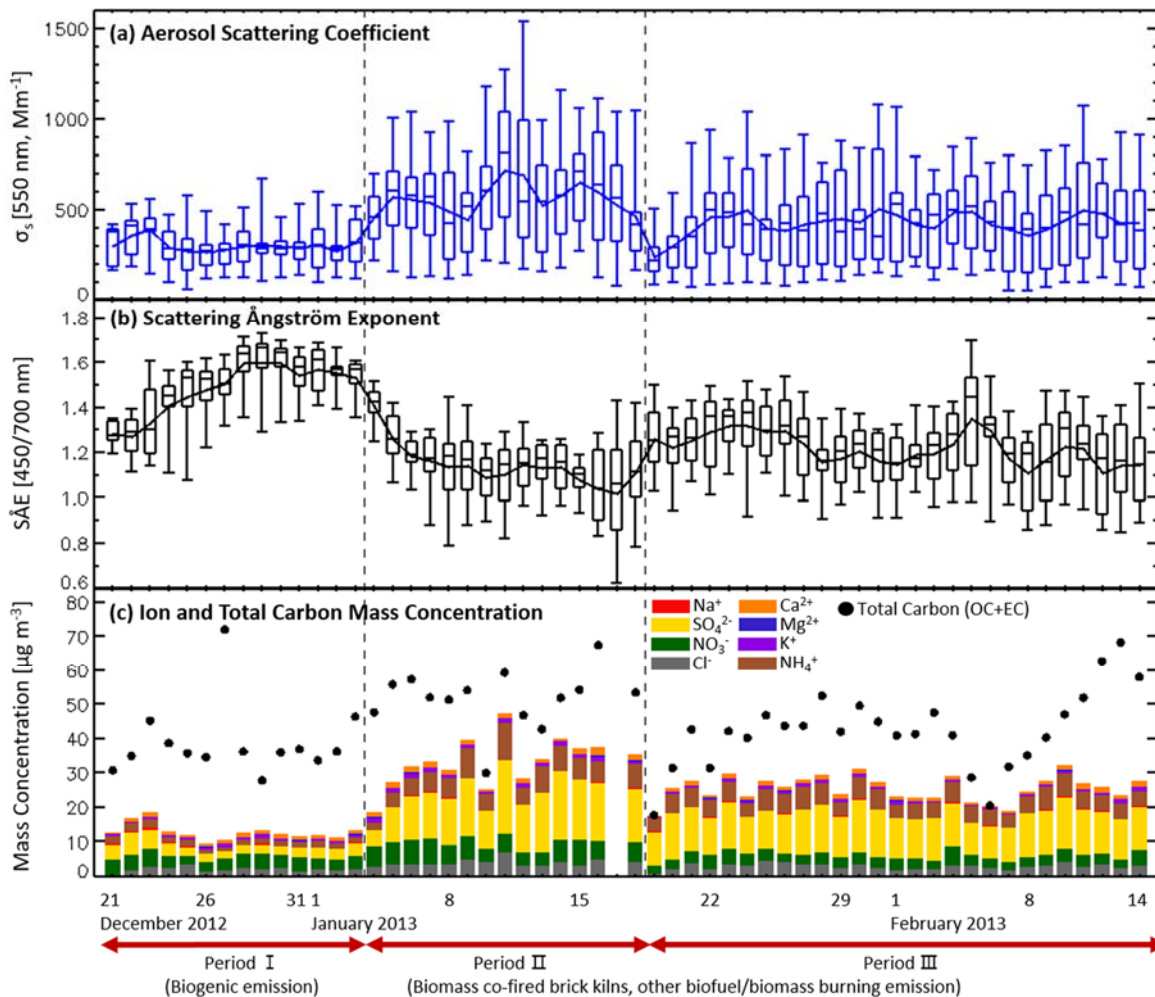 (a) Aerosol Scattering Coefficient
1500
1000
500
0
σs [550 nm, Mm⁻¹]
(b) Scattering Ångström Exponent
1.8
1.6
1.4
1.2
1.0
0.8
0.6
SÅE [450/700 nm]
(c) Ion and Total Carbon Mass Concentration
Na⁺ Ca²⁺ Total Carbon (OC+EC)
SO₄²⁻ Mg²⁺
NO₃⁻ K⁺
Cl⁻ NH₄⁺
80
70
60
50
40
30
20
10
0
Mass Concentration [µg m⁻³]
21 26 31 1 8 15 22 29 1 8 14
December 2012 January 2013 February 2013
Period I Period II Period III
(Biogenic emission) (Biomass co-fired brick kilns, other biofuel/biomass burning emission)